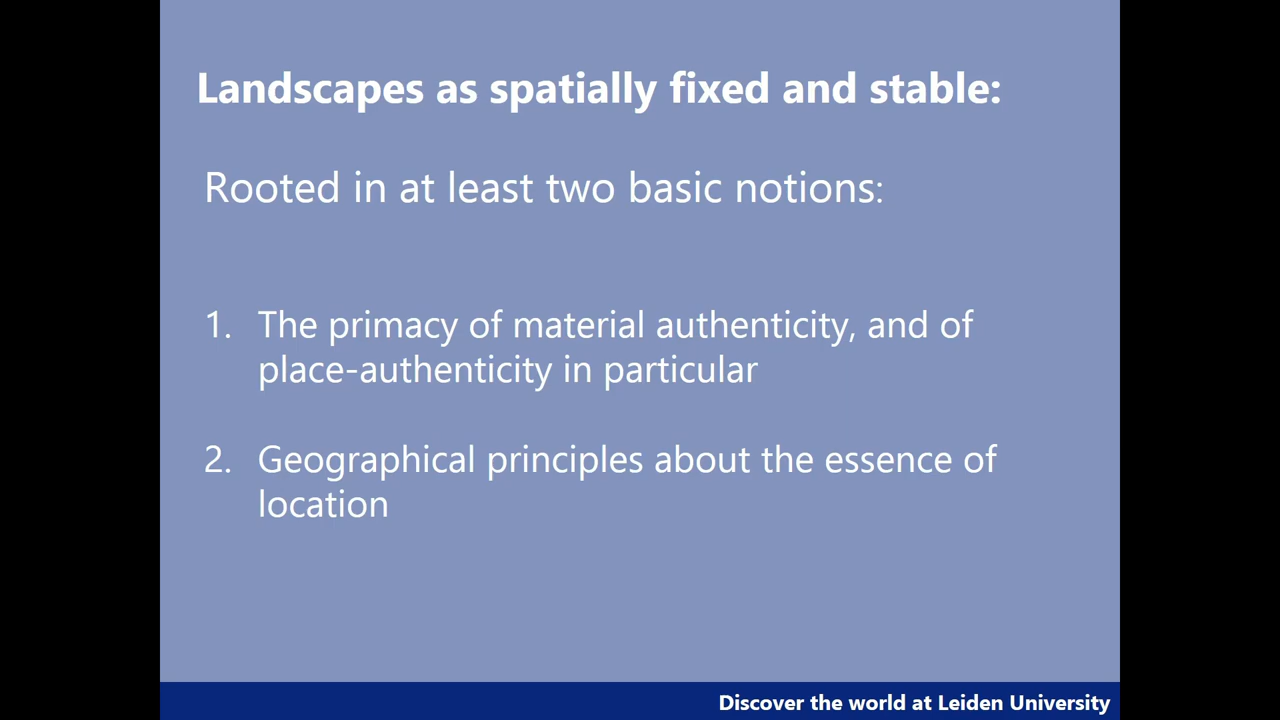 Landscapes as spatially fixed and stable:
Rooted in at least two basic notions:
1. The primacy of material authenticity, and of
place-authenticity in particular
2. Geographical principles about the essence of
location
Discover the world at Leiden University